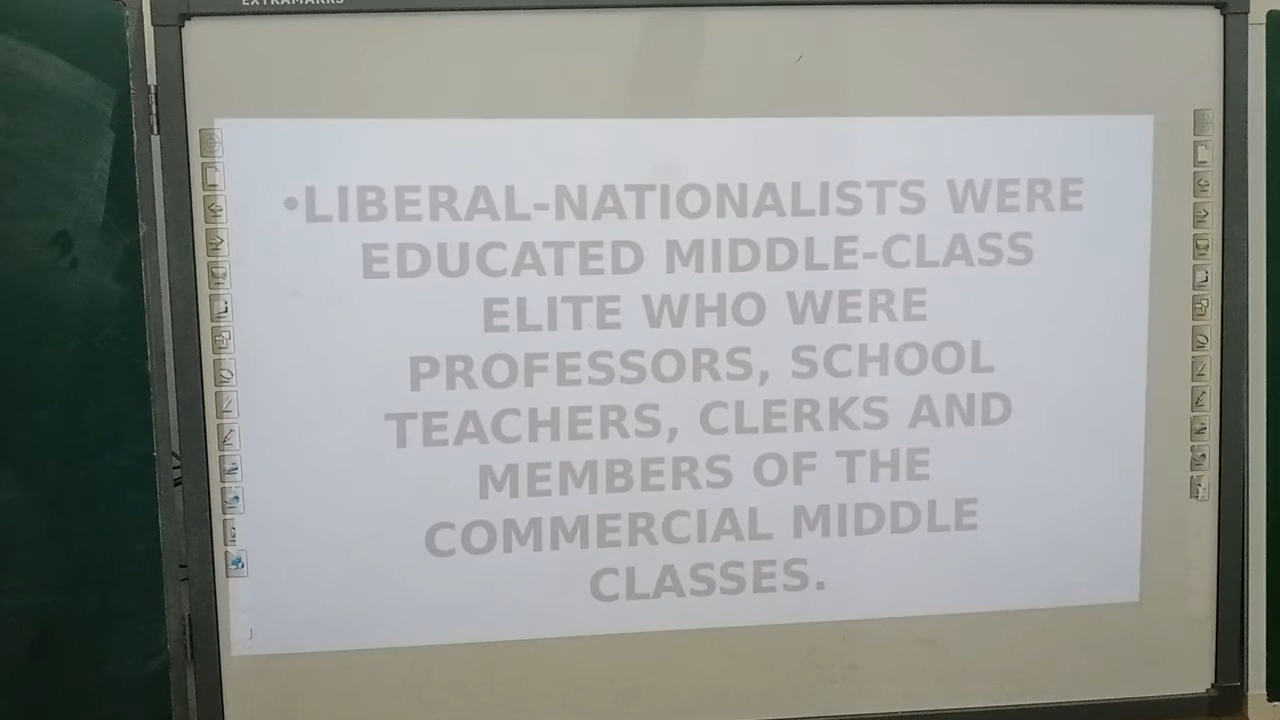 EXTRAMARKS
•LIBERAL-NATIONALISTS WERE
EDUCATED MIDDLE-CLASS
ELITE WHO WERE
PROFESSORS, SCHOOL
TEACHERS, CLERKS AND
MEMBERS OF THE
COMMERCIAL MIDDLE
CLASSES.